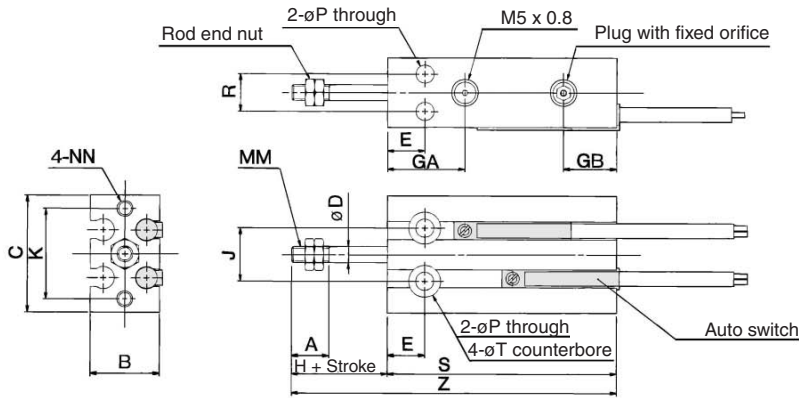 2-øP through
M5 x 0.8
Rod end nut
Plug with fixed orifice
R
E
GA
GB
4-NN
MM
øD
C
K
J
A
E
2-øP through
4-øT counterbore
Auto switch
B
H + Stroke
S
Z